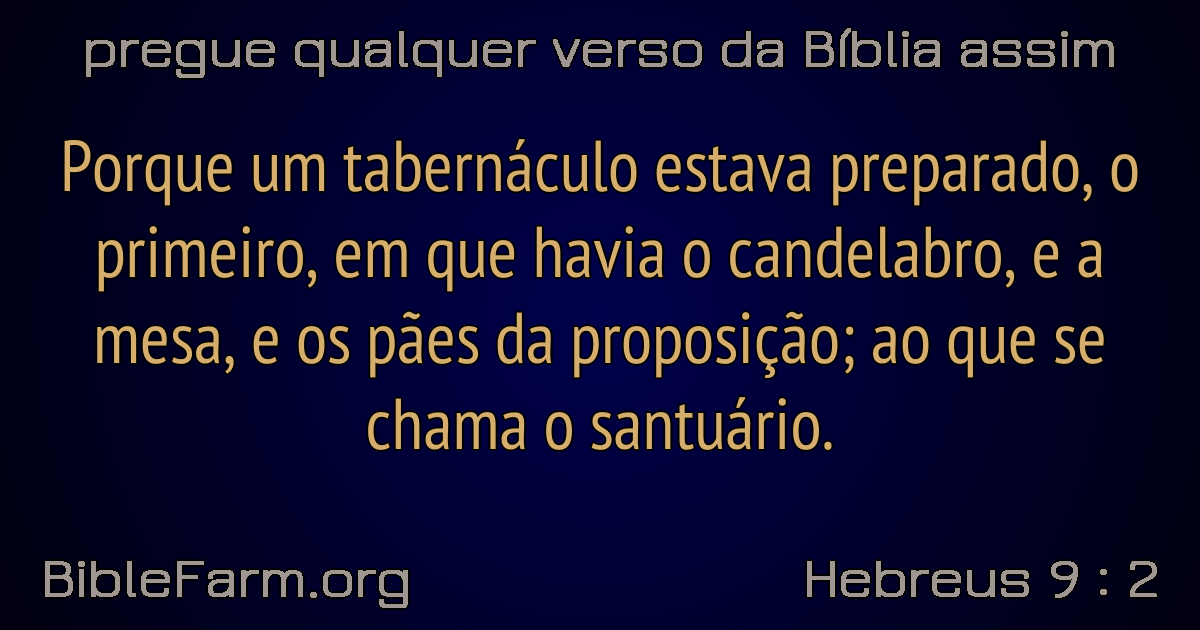 pregue qualquer verso da Bíblia assim
Porque um tabernáculo estava preparado, o
primeiro, em que havia o candelabro, e a
mesa, e os pães da proposição; ao que se
chama o santuário.
BibleFarm.org
Hebreus 9 : 2